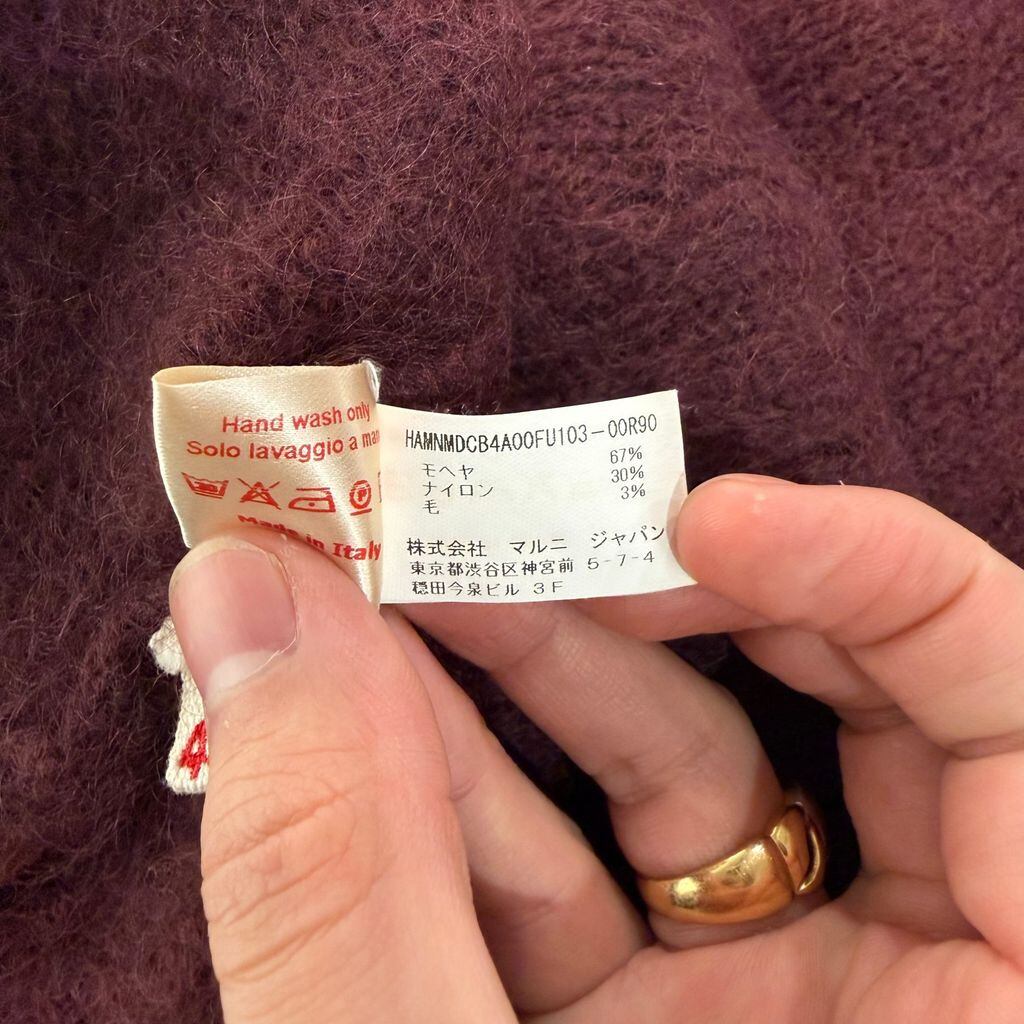 Hand wash only
Solo lavaggio a
P
Made in Italy
HAMNMDCB4A00FU103-00R90
モヘヤ 67%
ナイロン 30%
毛 3%
株式会社 マルニ ジャパン
東京都渋谷区神宮前 5-7-4
穏田今泉ビル 3F
4